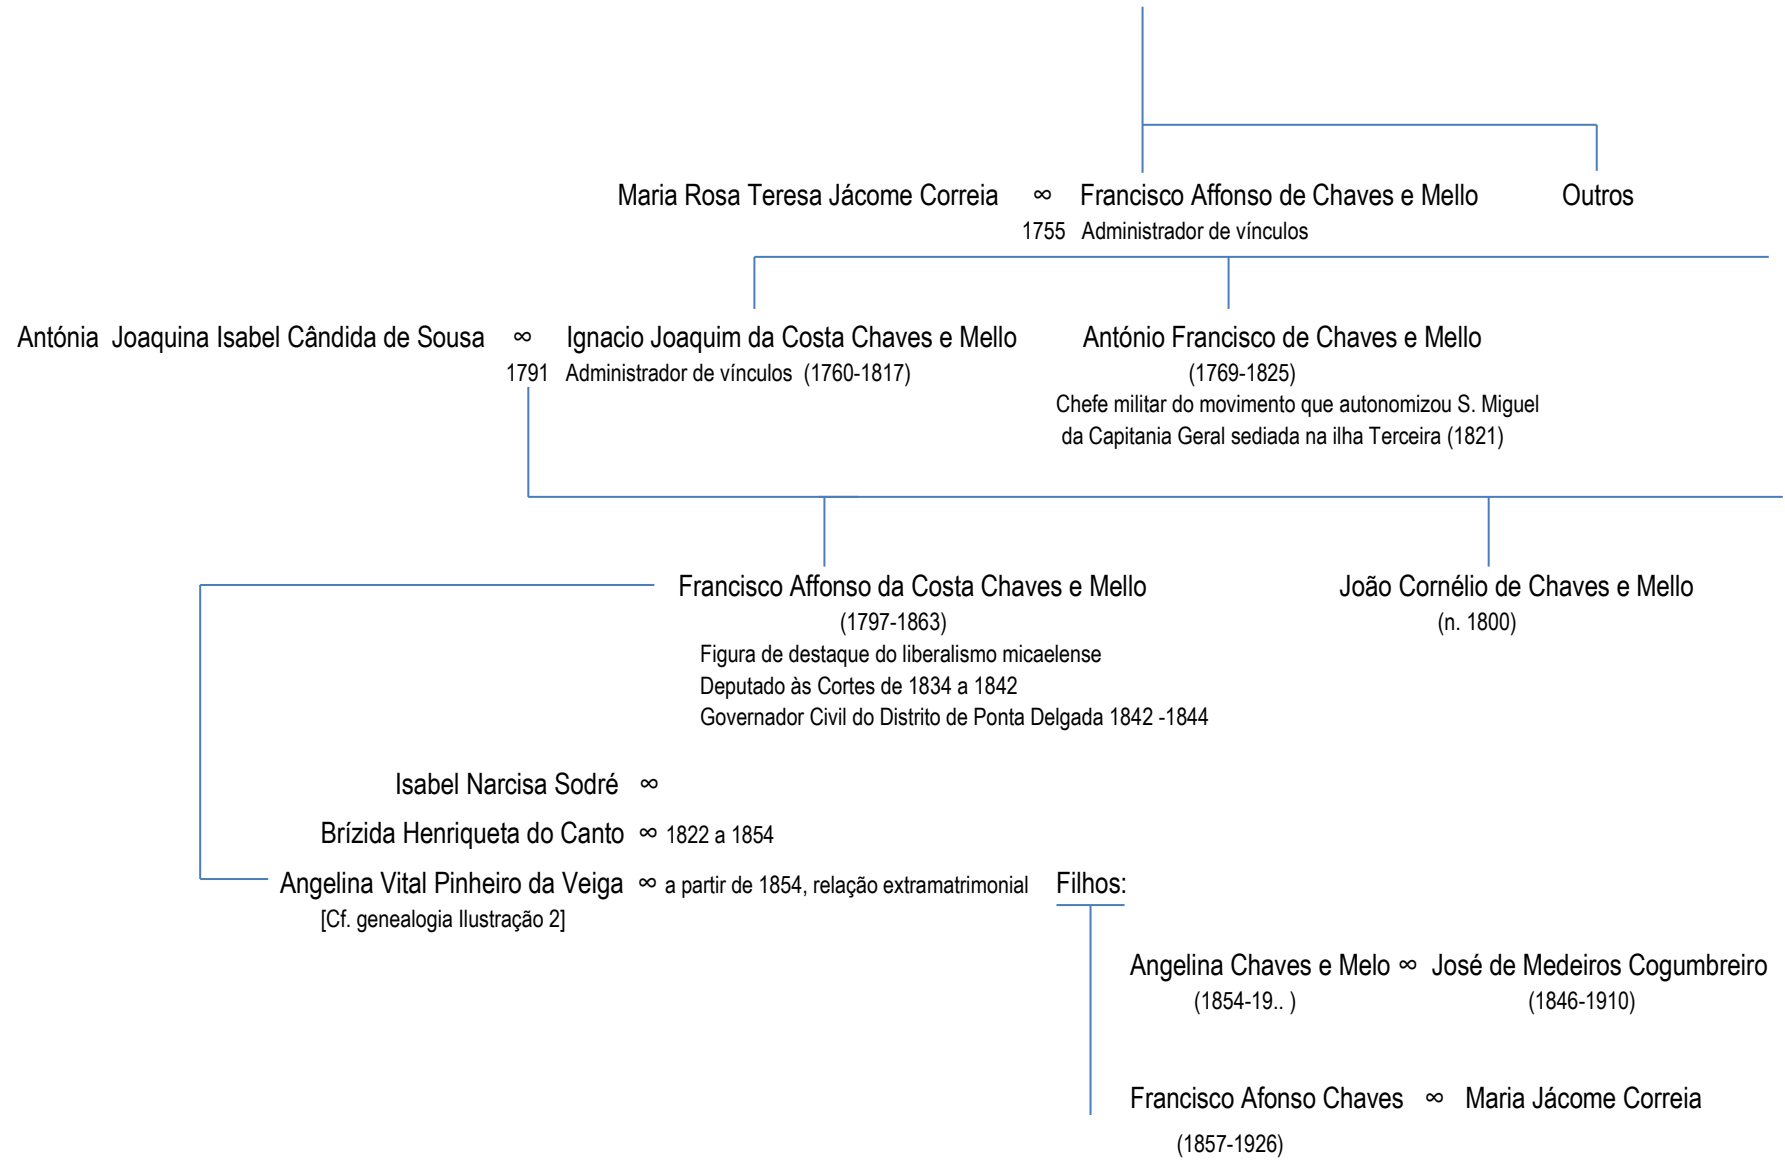 Maria Rosa Teresa Jácome Correia ∞ Francisco Affonso de Chaves e Mello Outros
1755 Administrador de vínculos
Antónia Joaquina Isabel Cândida de Sousa ∞ Ignacio Joaquim da Costa Chaves e Mello António Francisco de Chaves e Mello
1791 Administrador de vínculos (1760-1817) (1769-1825)
Chefe militar do movimento que autonomizou S. Miguel
da Capitania Geral sediada na ilha Terceira (1821)
Francisco Affonso da Costa Chaves e Mello João Cornélio de Chaves e Mello
(1797-1863) (n. 1800)
Figura de destaque do liberalismo micaelense
Deputado às Cortes de 1834 a 1842
Governador Civil do Distrito de Ponta Delgada 1842 -1844
Isabel Narcisa Sodré ∞
Brízida Henriqueta do Canto ∞ 1822 a 1854
Angelina Vital Pinheiro da Veiga ∞ a partir de 1854, relação extramatrimonial Filhos:
[Cf. genealogia Ilustração 2]
Angelina Chaves e Melo ∞ José de Medeiros Cogumbreiro
(1854-19.. ) (1846-1910)
Francisco Afonso Chaves ∞ Maria Jácome Correia
(1857-1926)